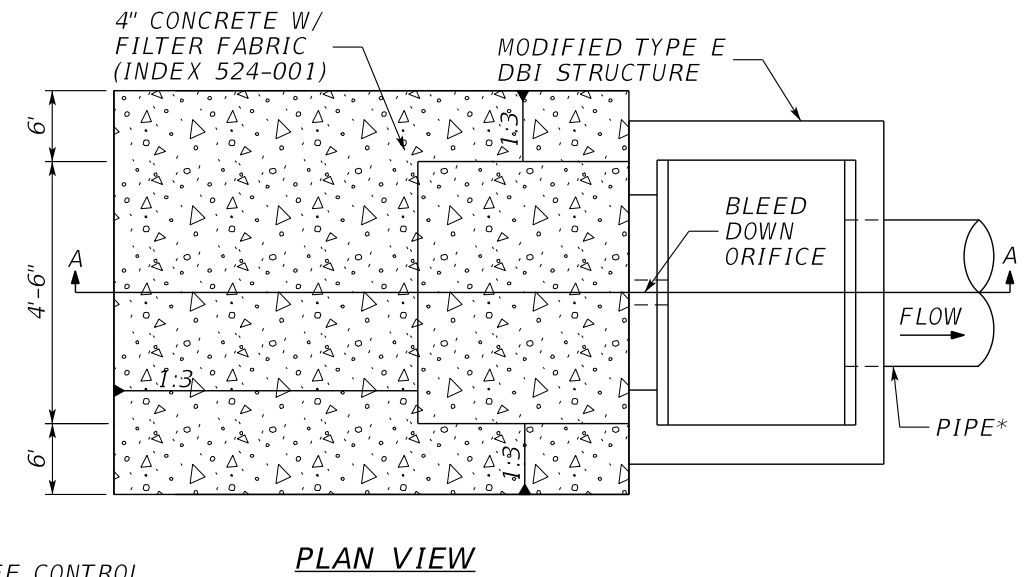 4" CONCRETE W/
FILTER FABRIC
(INDEX 524-001)
MODIFIED TYPE E
DBI STRUCTURE
6'
1:3
BLEED
DOWN
ORIFICE
A
A
4'-6"
FLOW
1:3
PIPE*
6'
1:3
PLAN VIEW
CONTROL